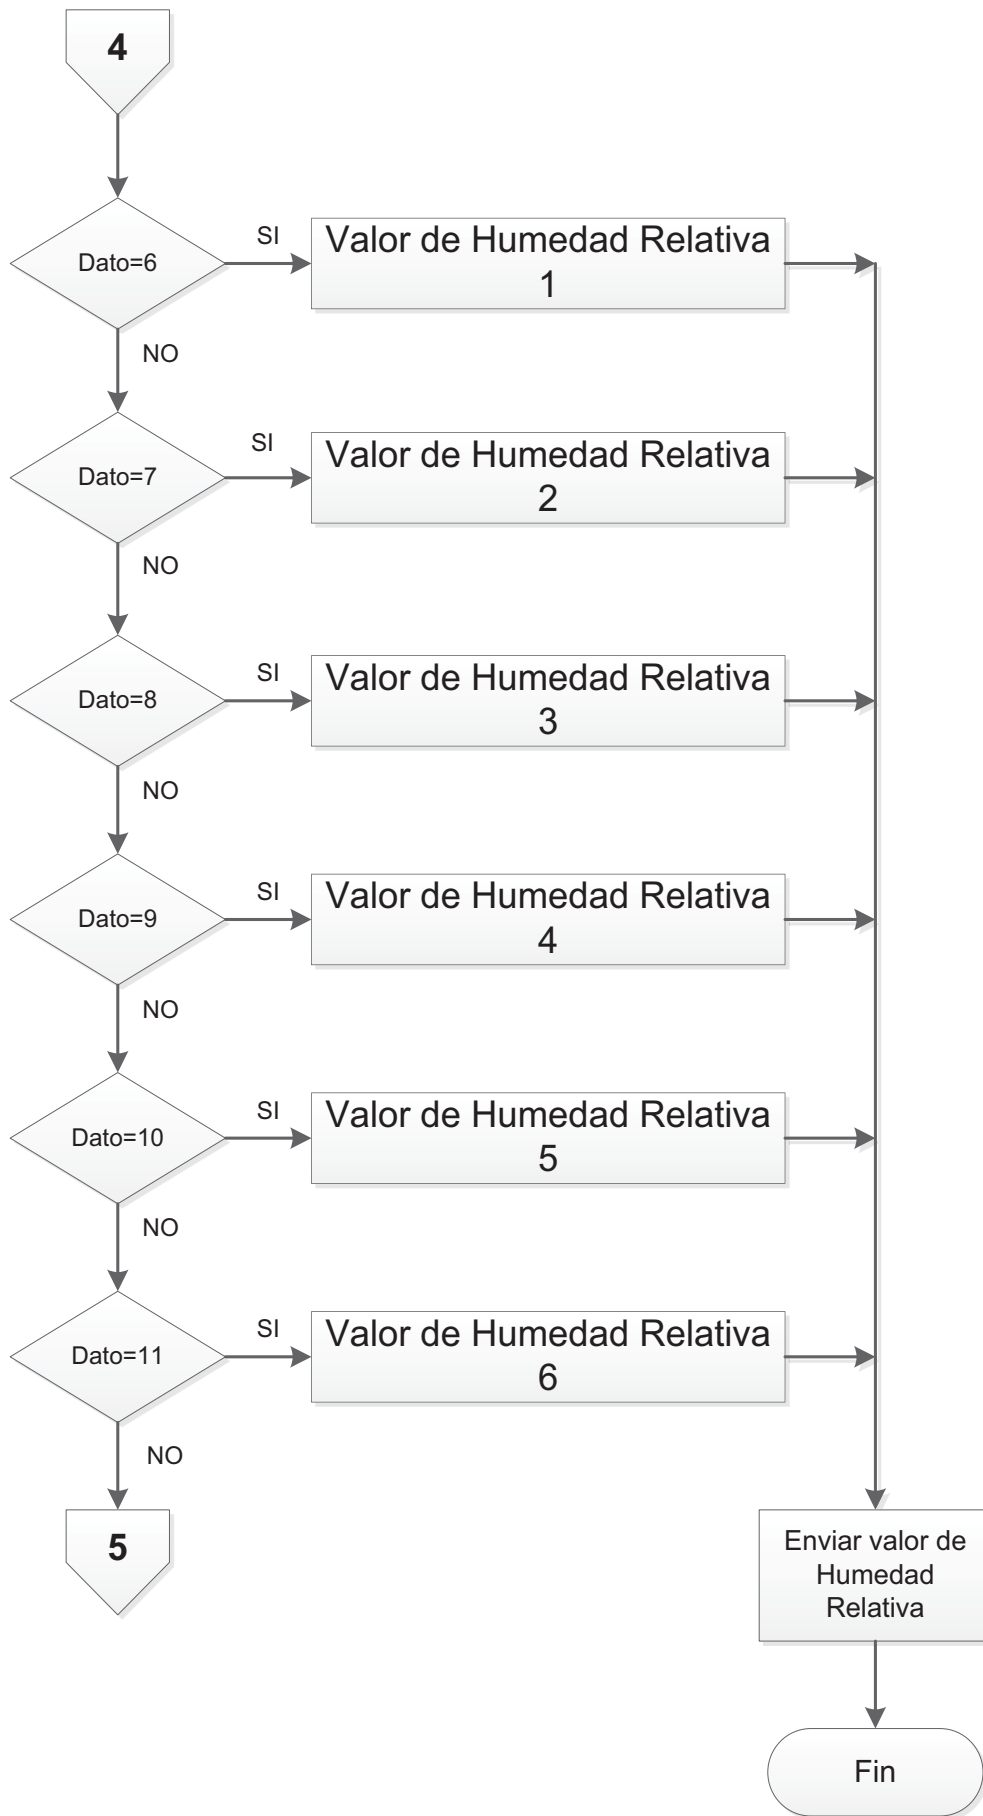 4
Dato=6
SI
Valor de Humedad Relativa
1
NO
Dato=7
SI
Valor de Humedad Relativa
2
NO
Dato=8
SI
Valor de Humedad Relativa
3
NO
Dato=9
SI
Valor de Humedad Relativa
4
NO
Dato=10
SI
Valor de Humedad Relativa
5
NO
Dato=11
SI
Valor de Humedad Relativa
6
NO
5
Enviar valor de
Humedad
Relativa
Fin